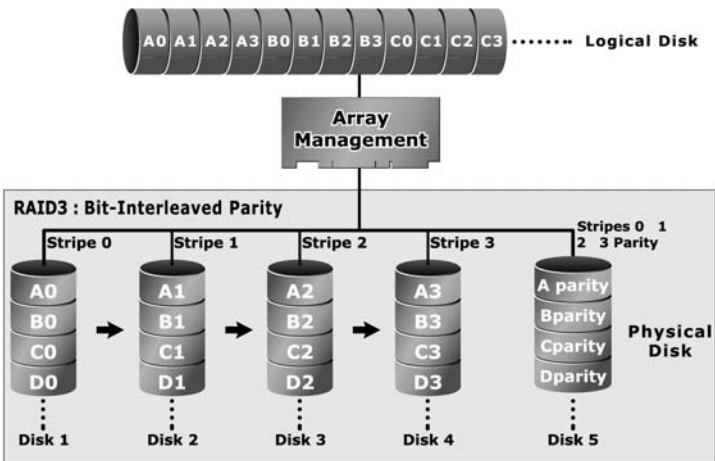 A0 A1 A2 A3 B0 B1 B2 B3 C0 C1 C2 C3 Logical Disk
Array
Management
RAID3 : Bit-Interleaved Parity
Stripe 0 Stripe 1 Stripe 2 Stripe 3
Stripes 0 1
2 3 Parity
A0 A1 A2 A3 A parity
B0 B1 B2 B3 Bparity
C0 C1 C2 C3 Cparity
D0 D1 D2 D3 Dparity
Physical
Disk
Disk 1 Disk 2 Disk 3 Disk 4 Disk 5